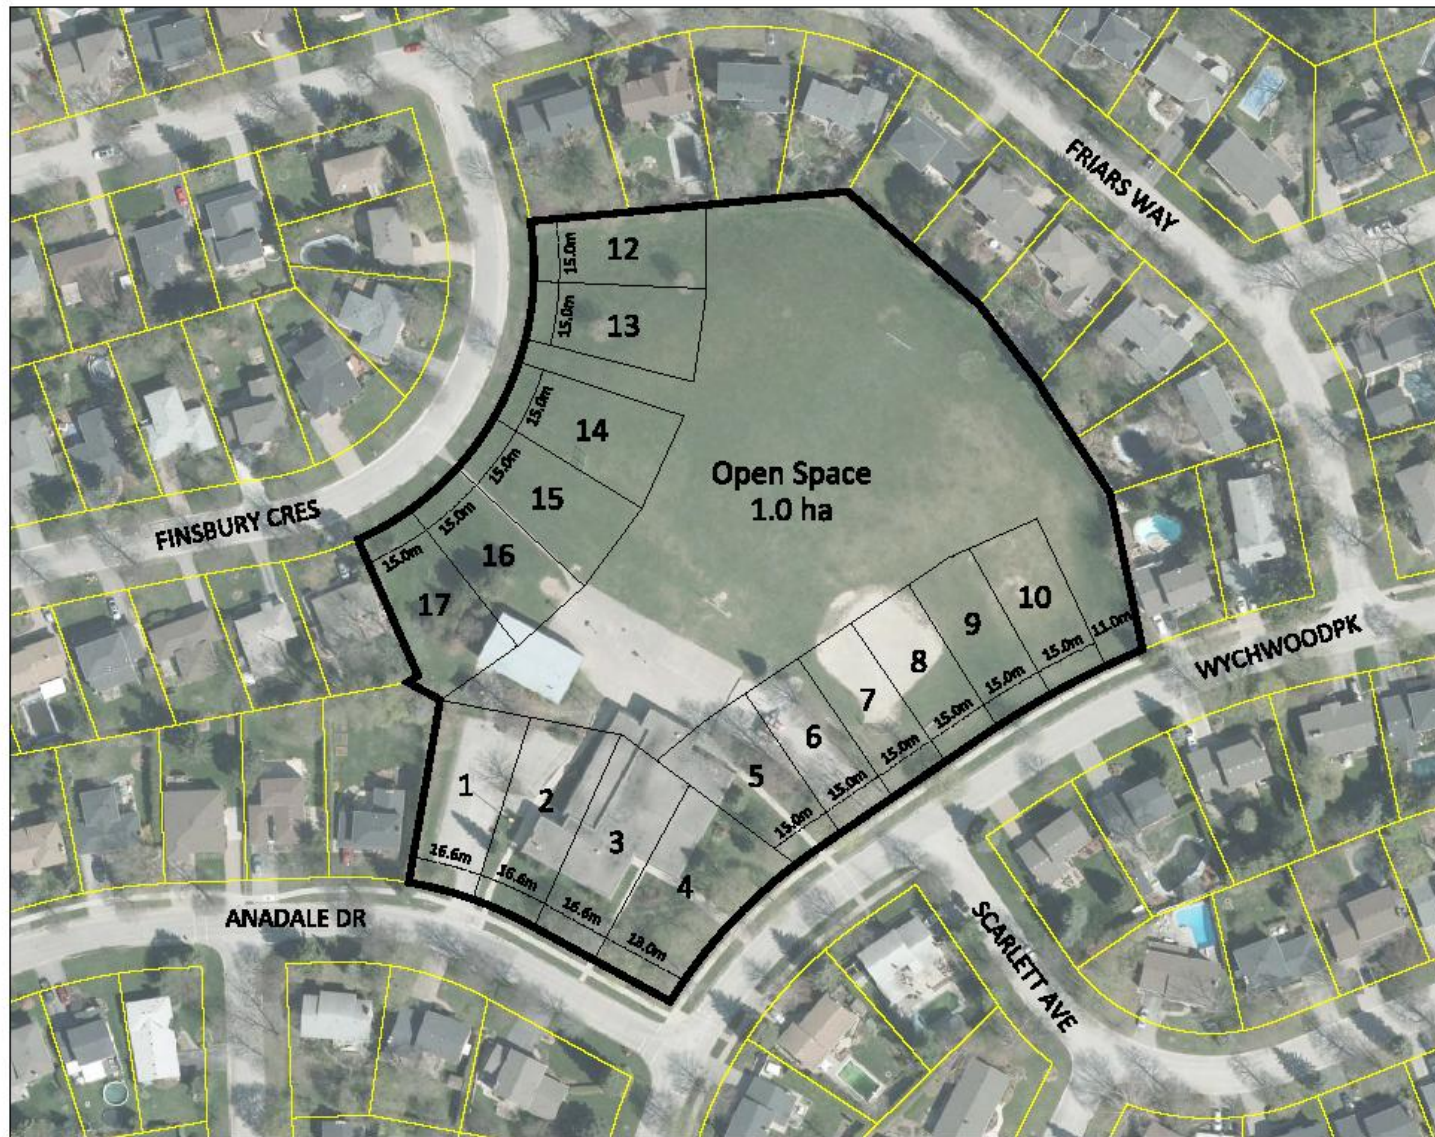 FRIARS WAY
12
15.0m
13
15.0m
14
15.0m
15
15.0m
16
15.0m
17
15.0m
Open Space
1.0 ha
FINSBURY CRES
10
9
8
7
6
5
11.0m
15.0m
15.0m
15.0m
15.0m
15.0m
15.0m
WYCHWOODPK
1
2
3
4
16.6m
16.6m
16.6m
18.0m
ANADALE DR
SCARLETT AVE